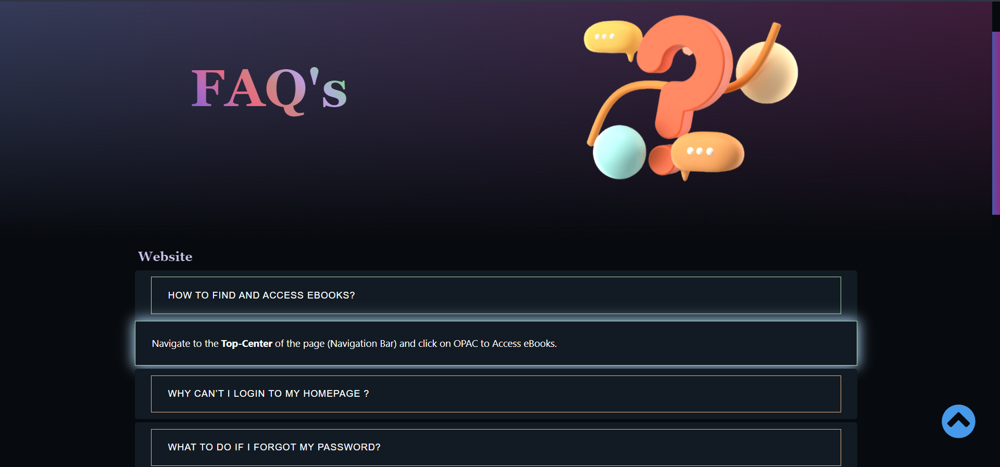 FAQ's
Website
HOW TO FIND AND ACCESS EBOOKS?
Navigate to the Top-Center of the page (Navigation Bar) and click on OPAC to Access eBooks.
WHY CAN’T I LOGIN TO MY HOMEPAGE ?
WHAT TO DO IF I FORGOT MY PASSWORD?